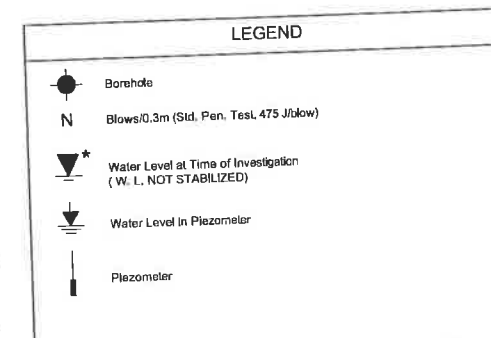 LEGEND
Borehole
N Blows/0.3m (Std. Pen. Test, 475 J/blow)
* Water Level at Time of Investigation
( W. L. NOT STABILIZED)
Water Level In Piezometer
Piezometer